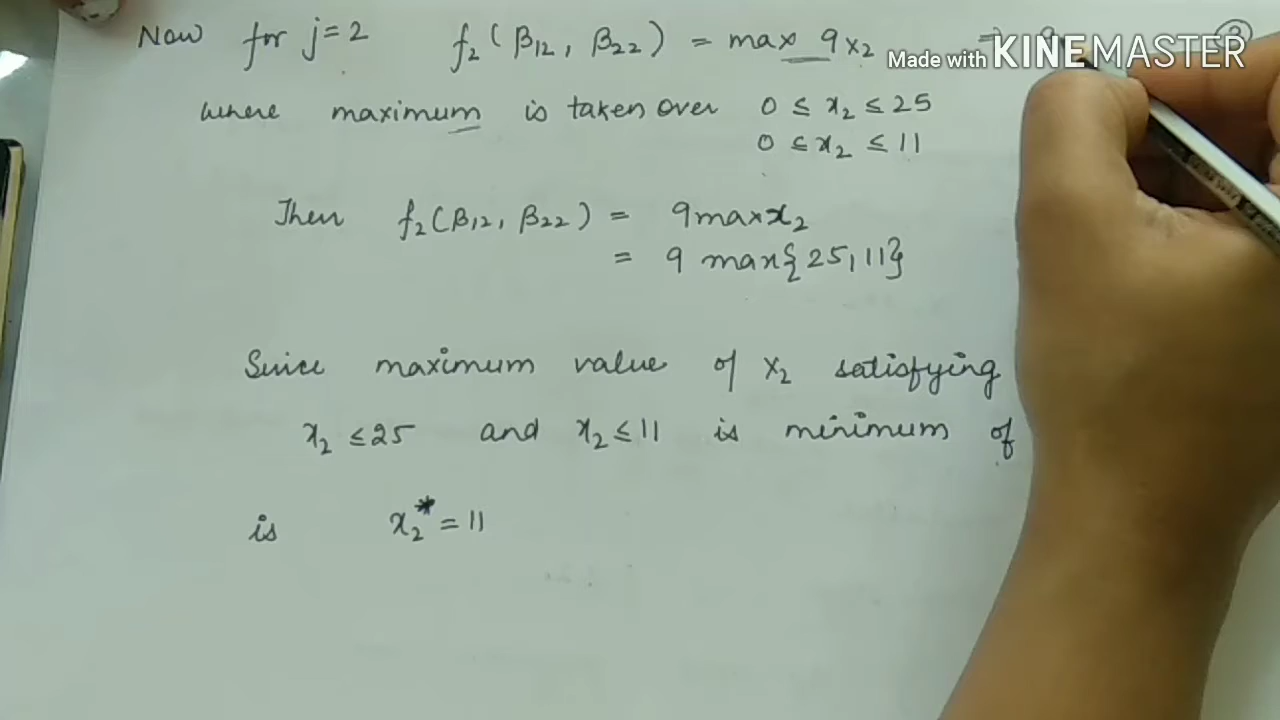 Now for j=2 f₂(β₁₂, β₂₂) = max 9x₂ ⇒
Made with KINEMASTER
where maximum is taken over 0 ≤ x₂ ≤ 25
0 ≤ x₂ ≤ 11
Then f₂(β₁₂, β₂₂) = 9 max x₂
= 9 max{25, 11}
Since maximum value of x₂ satisfying
x₂ ≤ 25 and x₂ ≤ 11 is minimum of
is x₂* = 11